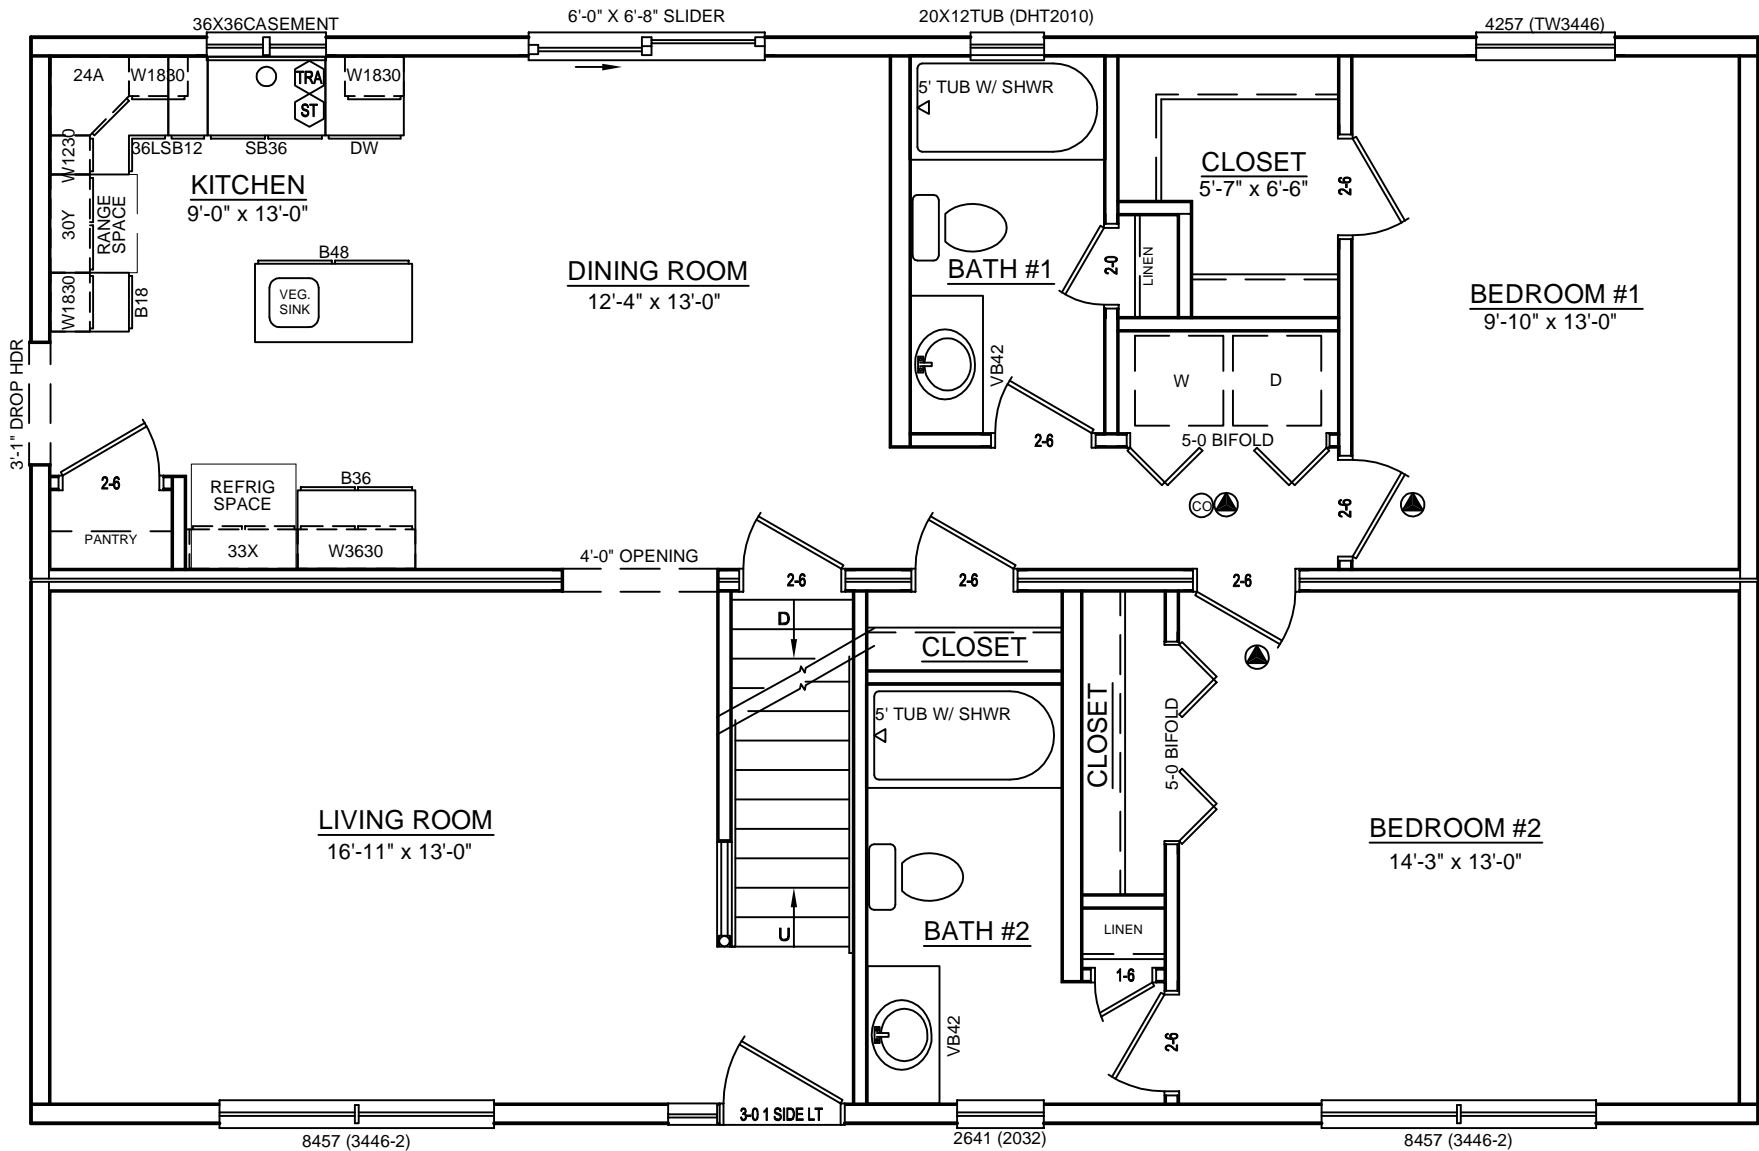 36X36CASEMENT
6'-0" X 6'-8" SLIDER
20X12TUB (DHT2010)
4257 (TW3446)
24A
W1830
TRA
ST
W1830
5' TUB W/ SHWR
W1230
36LSB12
SB36
DW
KITCHEN
9'-0" x 13'-0"
CLOSET
5'-7" x 6'-6"
2-6
30Y
RANGE
SPACE
B48
VEG.
SINK
DINING ROOM
12'-4" x 13'-0"
BATH #1
2-0
LINEN
BEDROOM #1
9'-10" x 13'-0"
W1830
B18
3'-1" DROP HDR
VB42
W
D
5-0 BIFOLD
2-6
2-6
PANTRY
REFRIG
SPACE
33X
B36
W3630
CO
2-6
4'-0" OPENING
2-6
2-6
2-6
D
CLOSET
5' TUB W/ SHWR
CLOSET
5-0 BIFOLD
LIVING ROOM
16'-11" x 13'-0"
BEDROOM #2
14'-3" x 13'-0"
U
BATH #2
LINEN
1-6
VB42
2-6
3-0 1 SIDE LT
8457 (3446-2)
2641 (2032)
8457 (3446-2)